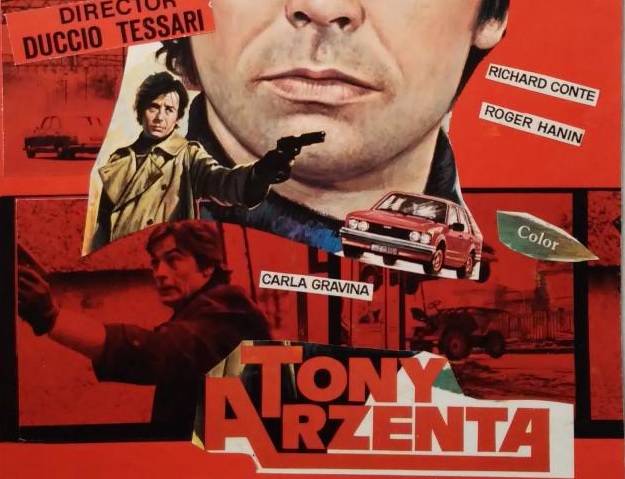 DIRECTOR
DUCCIO TESSARI
RICHARD CONTE
ROGER HANIN
Color
CARLA GRAVINA
TONY
ARZENTA